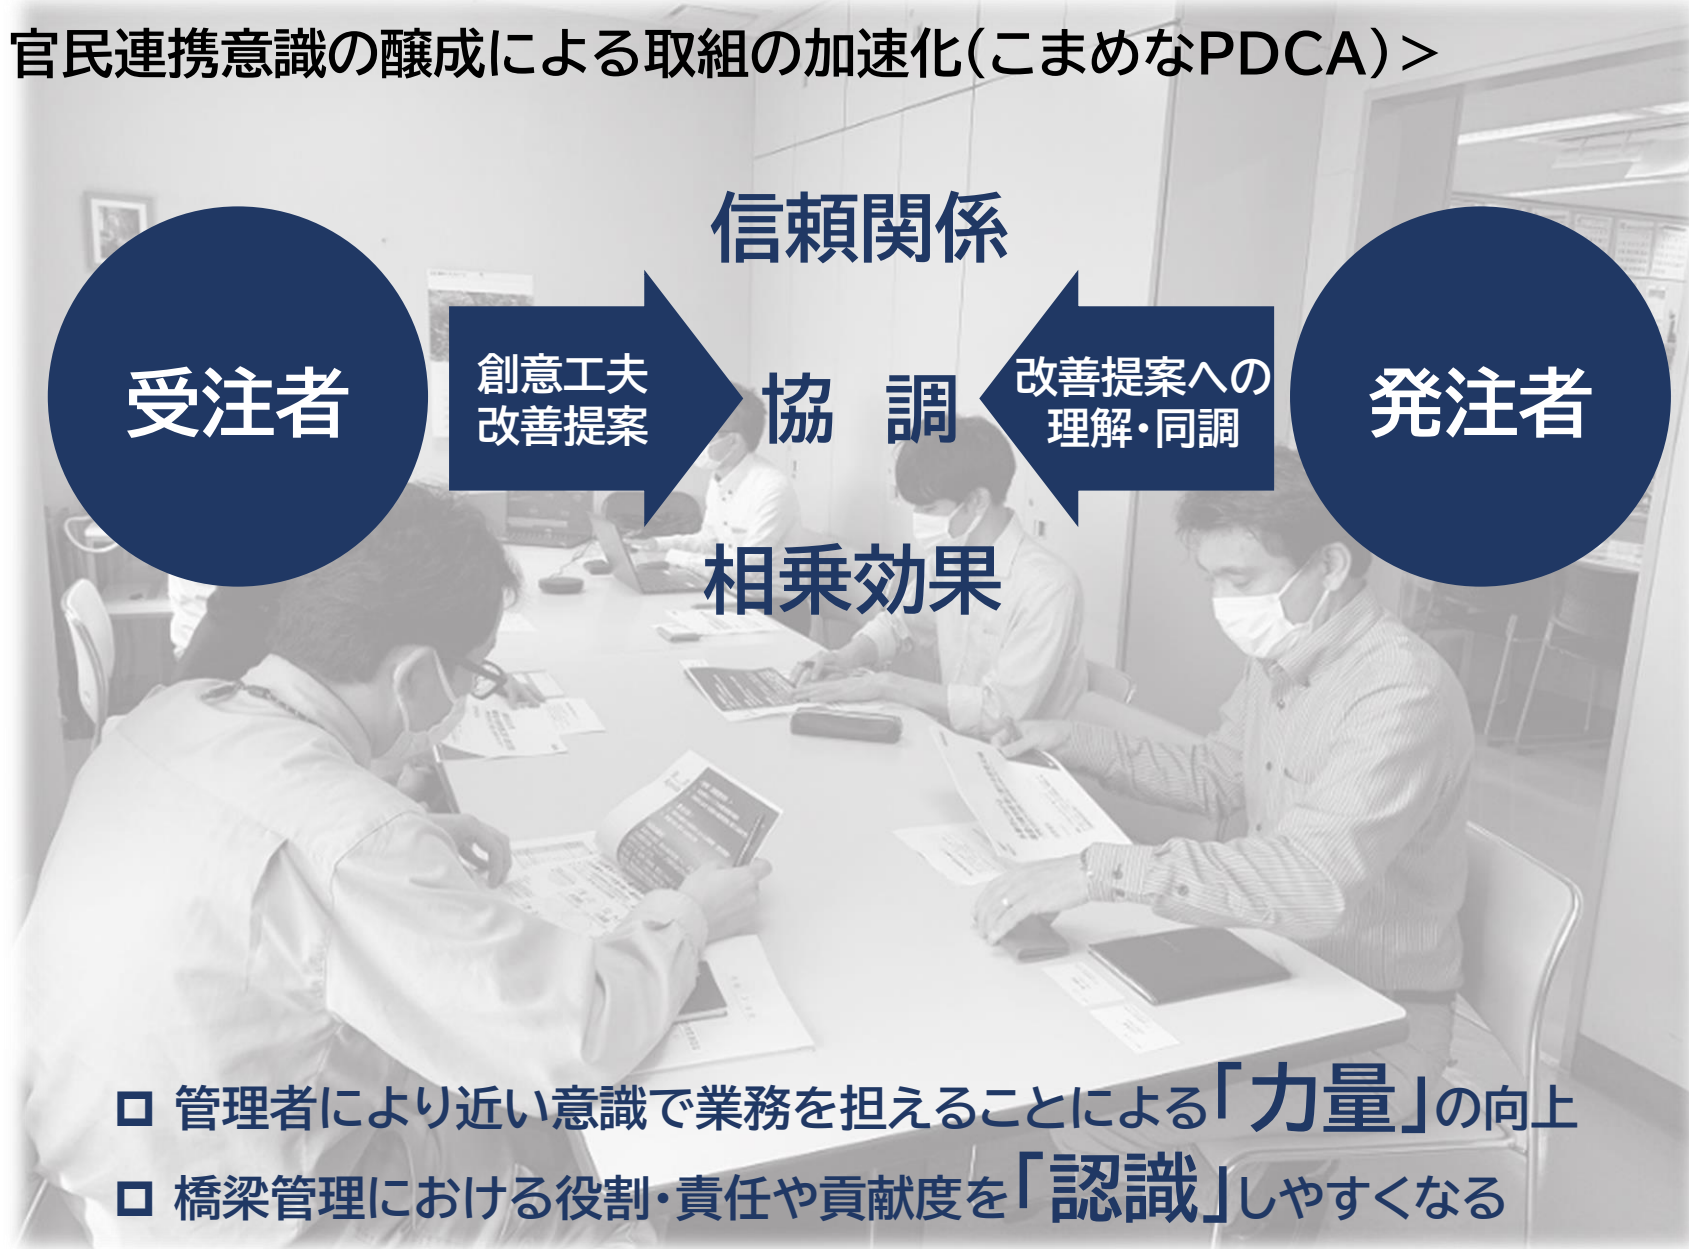 官民連携意識の醸成による取組の加速化(こまめなPDCA)>
信頼関係
受注者
創意工夫
改善提案
協 調
改善提案への
理解・同調
発注者
相乗効果
□ 管理者により近い意識で業務を担えることによる「力量」の向上
□ 橋梁管理における役割・責任や貢献度を「認識」しやすくなる